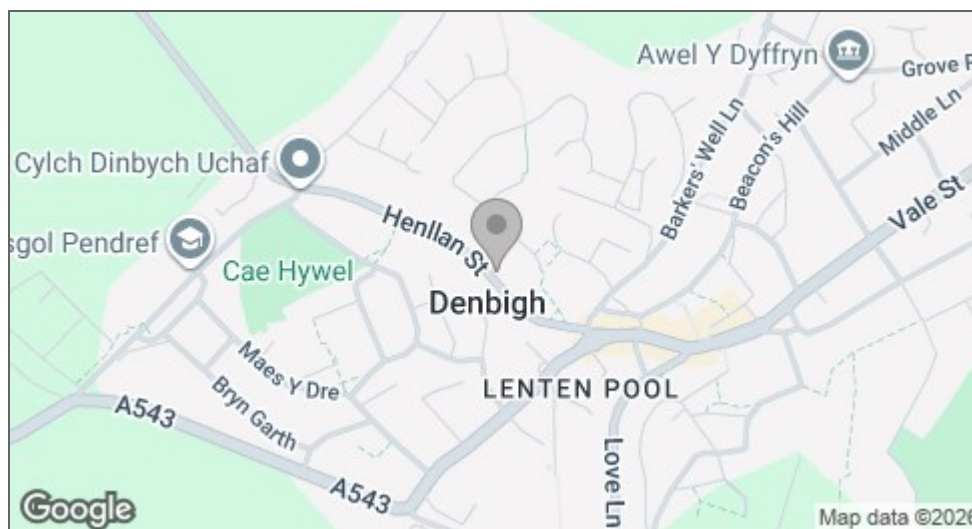 Awel Y Dyffryn
Grove
Middle Ln
Cylch Dinbych Uchaf
Barkers' Well Ln
Beacon's Hill
Vale St
Henllan St
sgol Pendref
Cae Hywel
Denbigh
Maes Y Dre
LENTEN POOL
Bryn Garth
A543
Love Ln
A543
Google
Map data ©2026